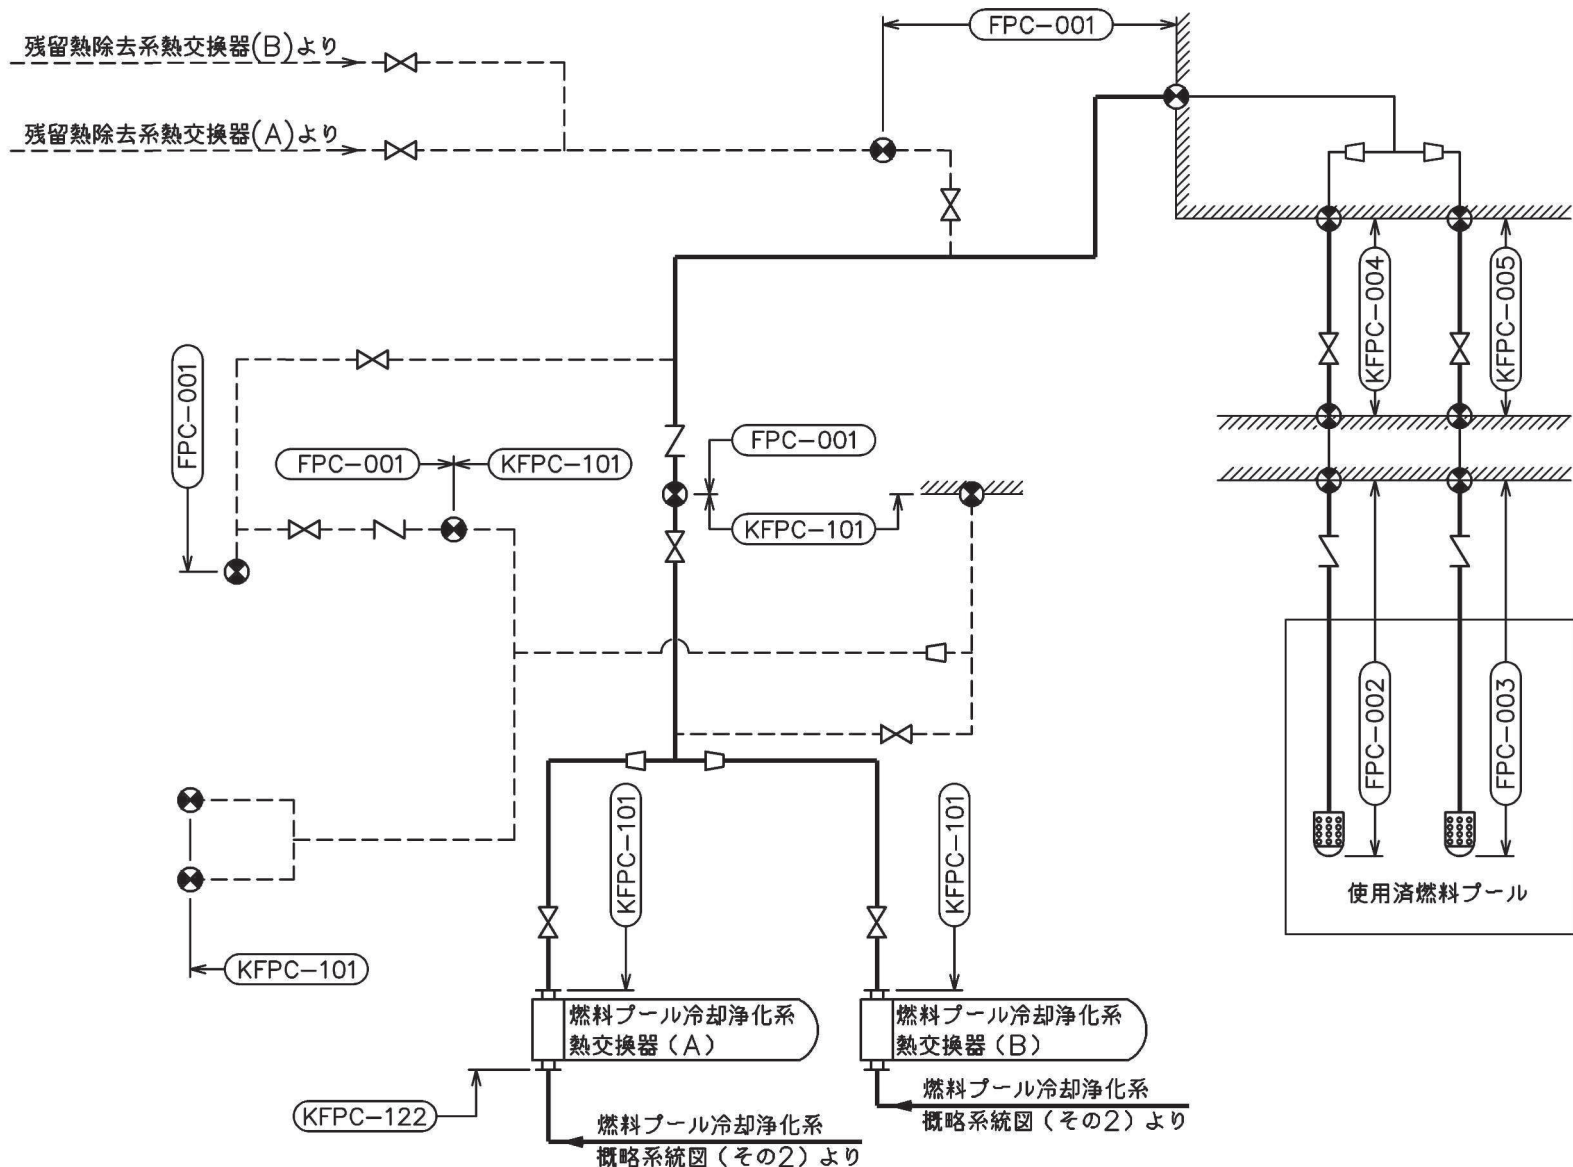 FPC-001
残留熱除去系熱交換器(B)より
残留熱除去系熱交換器(A)より
KFPC-004
KFPC-005
FPC-001
FPC-001
FPC-001
KFPC-101
KFPC-101
FPC-002
FPC-003
KFPC-101
KFPC-101
使用済燃料プール
KFPC-101
燃料プール冷却浄化系
熱交換器(A)
燃料プール冷却浄化系
熱交換器(B)
KFPC-122
燃料プール冷却浄化系
概略系統図(その2)より
燃料プール冷却浄化系
概略系統図(その2)より